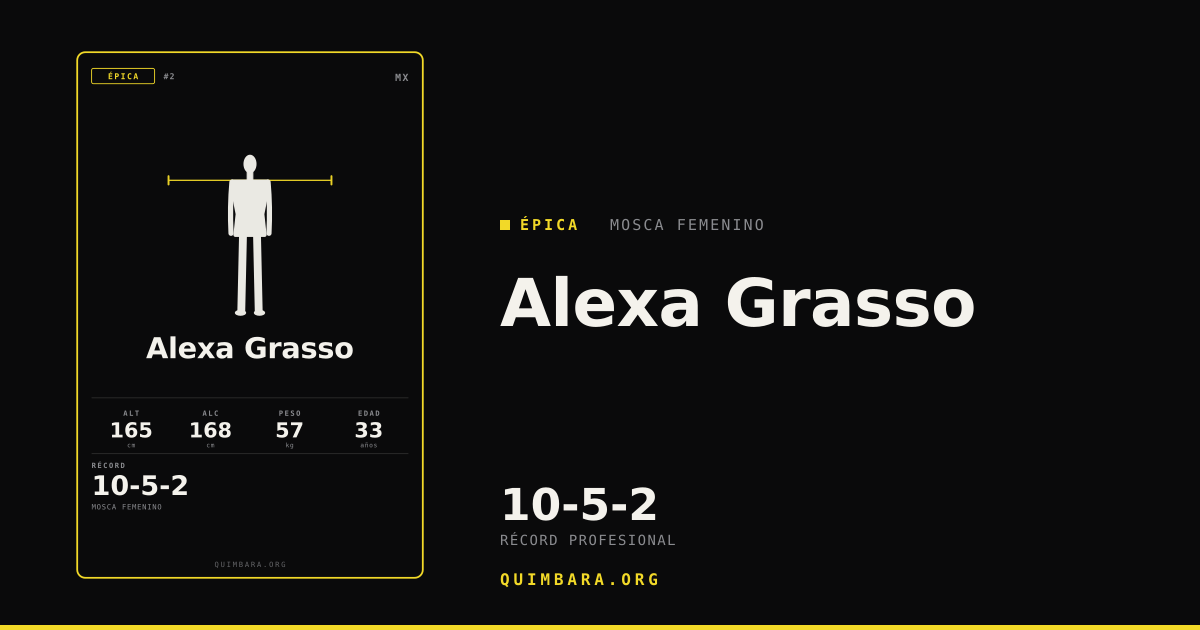 ÉPICA #2 MX
Alexa Grasso
ALT ALC PESO EDAD
165 168 57 33
cm cm kg años
RÉCORD
10-5-2
MOSCA FEMENINO
QUIMBARA.ORG
ÉPICA MOSCA FEMENINO
Alexa Grasso
10-5-2
RÉCORD PROFESIONAL
QUIMBARA.ORG